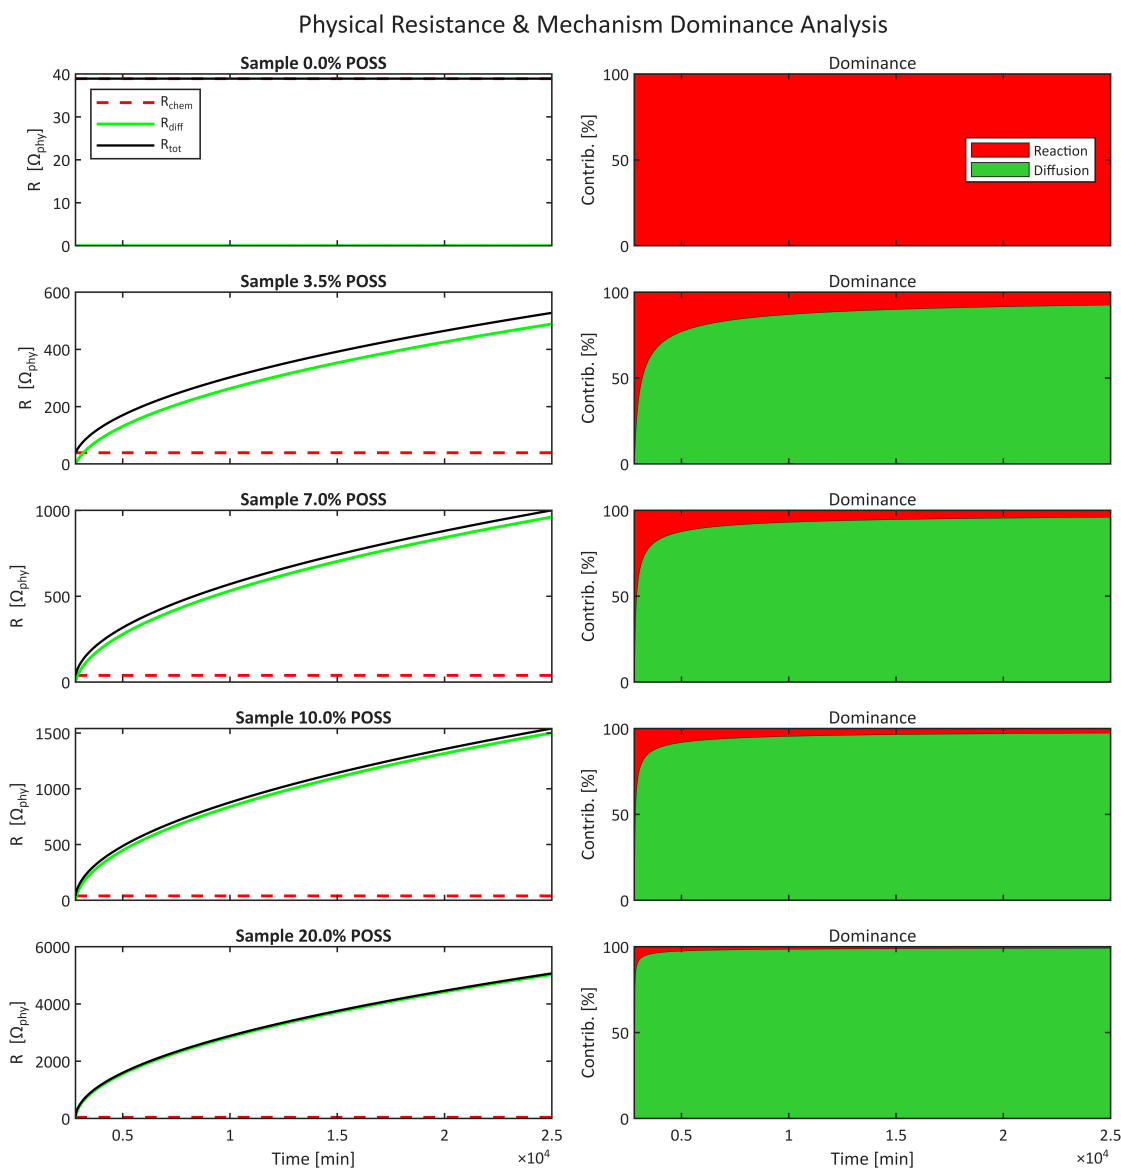 Physical Resistance & Mechanism Dominance Analysis
Sample 0.0% POSS
Dominance
R [Ωphy]
40
30
20
10
0
Rchem
Rdiff
Rtot
Contrib. [%]
100
50
0
Reaction
Diffusion
Sample 3.5% POSS
Dominance
R [Ωphy]
600
400
200
0
Contrib. [%]
100
50
0
Sample 7.0% POSS
Dominance
R [Ωphy]
1000
500
0
Contrib. [%]
100
50
0
Sample 10.0% POSS
Dominance
R [Ωphy]
1500
1000
500
0
Contrib. [%]
100
50
0
Sample 20.0% POSS
Dominance
R [Ωphy]
6000
4000
2000
0
Contrib. [%]
100
50
0
0.5 1 1.5 2 2.5
Time [min] ×10⁴
0.5 1 1.5 2 2.5
Time [min] ×10⁴